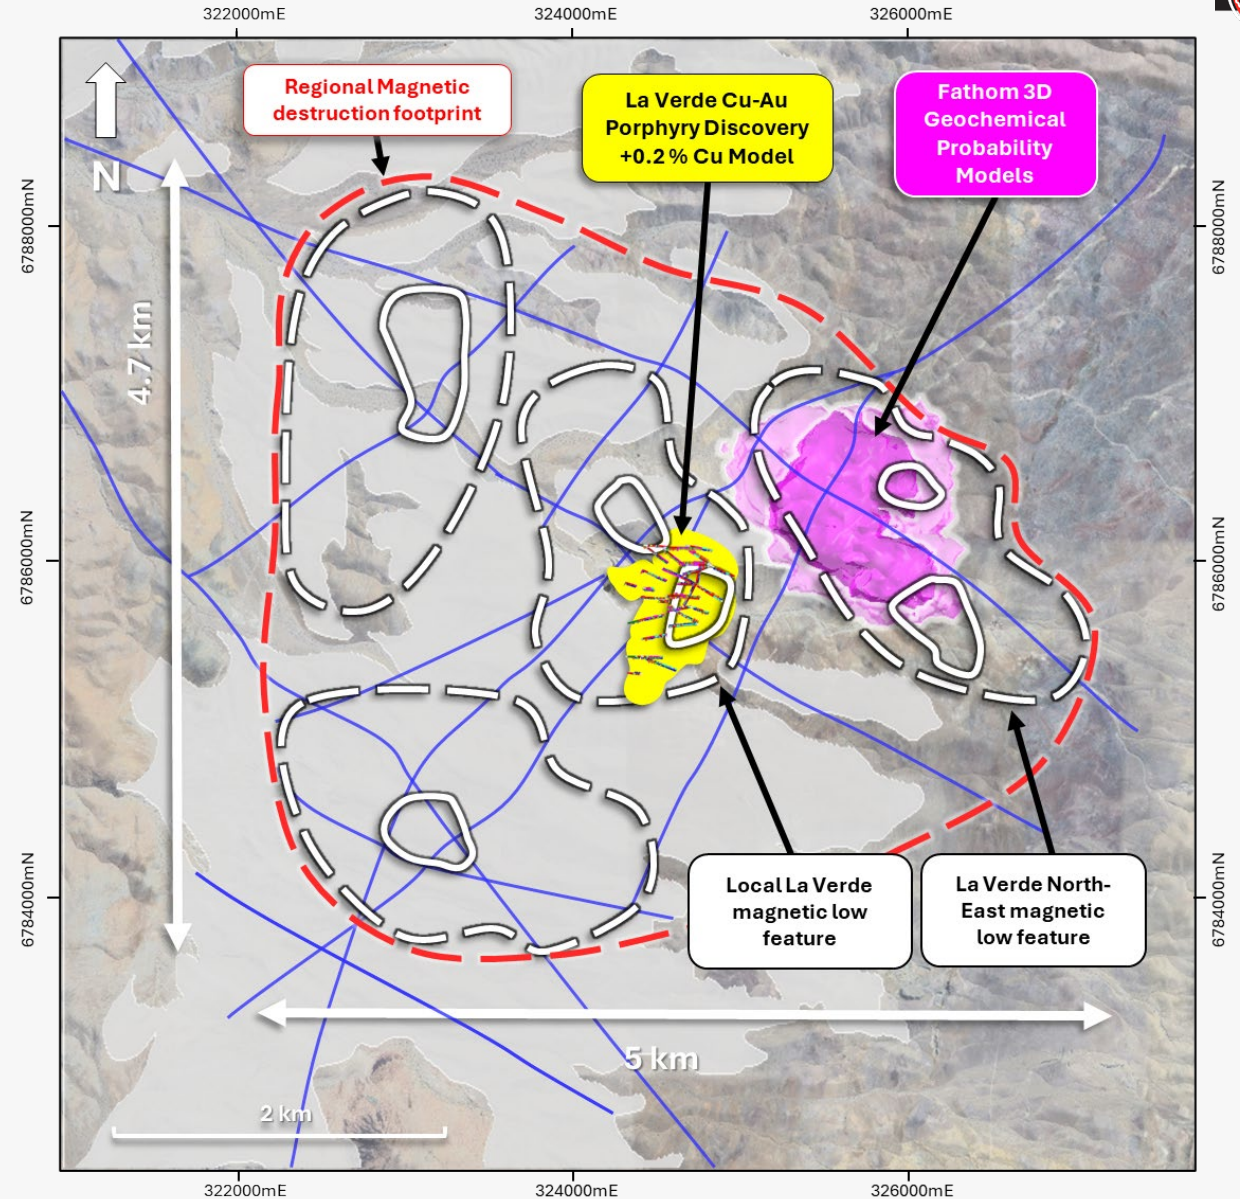 322000mE
324000mE
326000mE
Regional Magnetic
destruction footprint
La Verde Cu-Au
Porphyry Discovery
+0.2 % Cu Model
Fathom 3D
Geochemical
Probability
Models
N
6788000mN
6788000mN
4.7 km
6786000mN
6786000mN
6784000mN
6784000mN
Local La Verde
magnetic low
feature
La Verde North-
East magnetic
low feature
5 km
2 km
322000mE
324000mE
326000mE